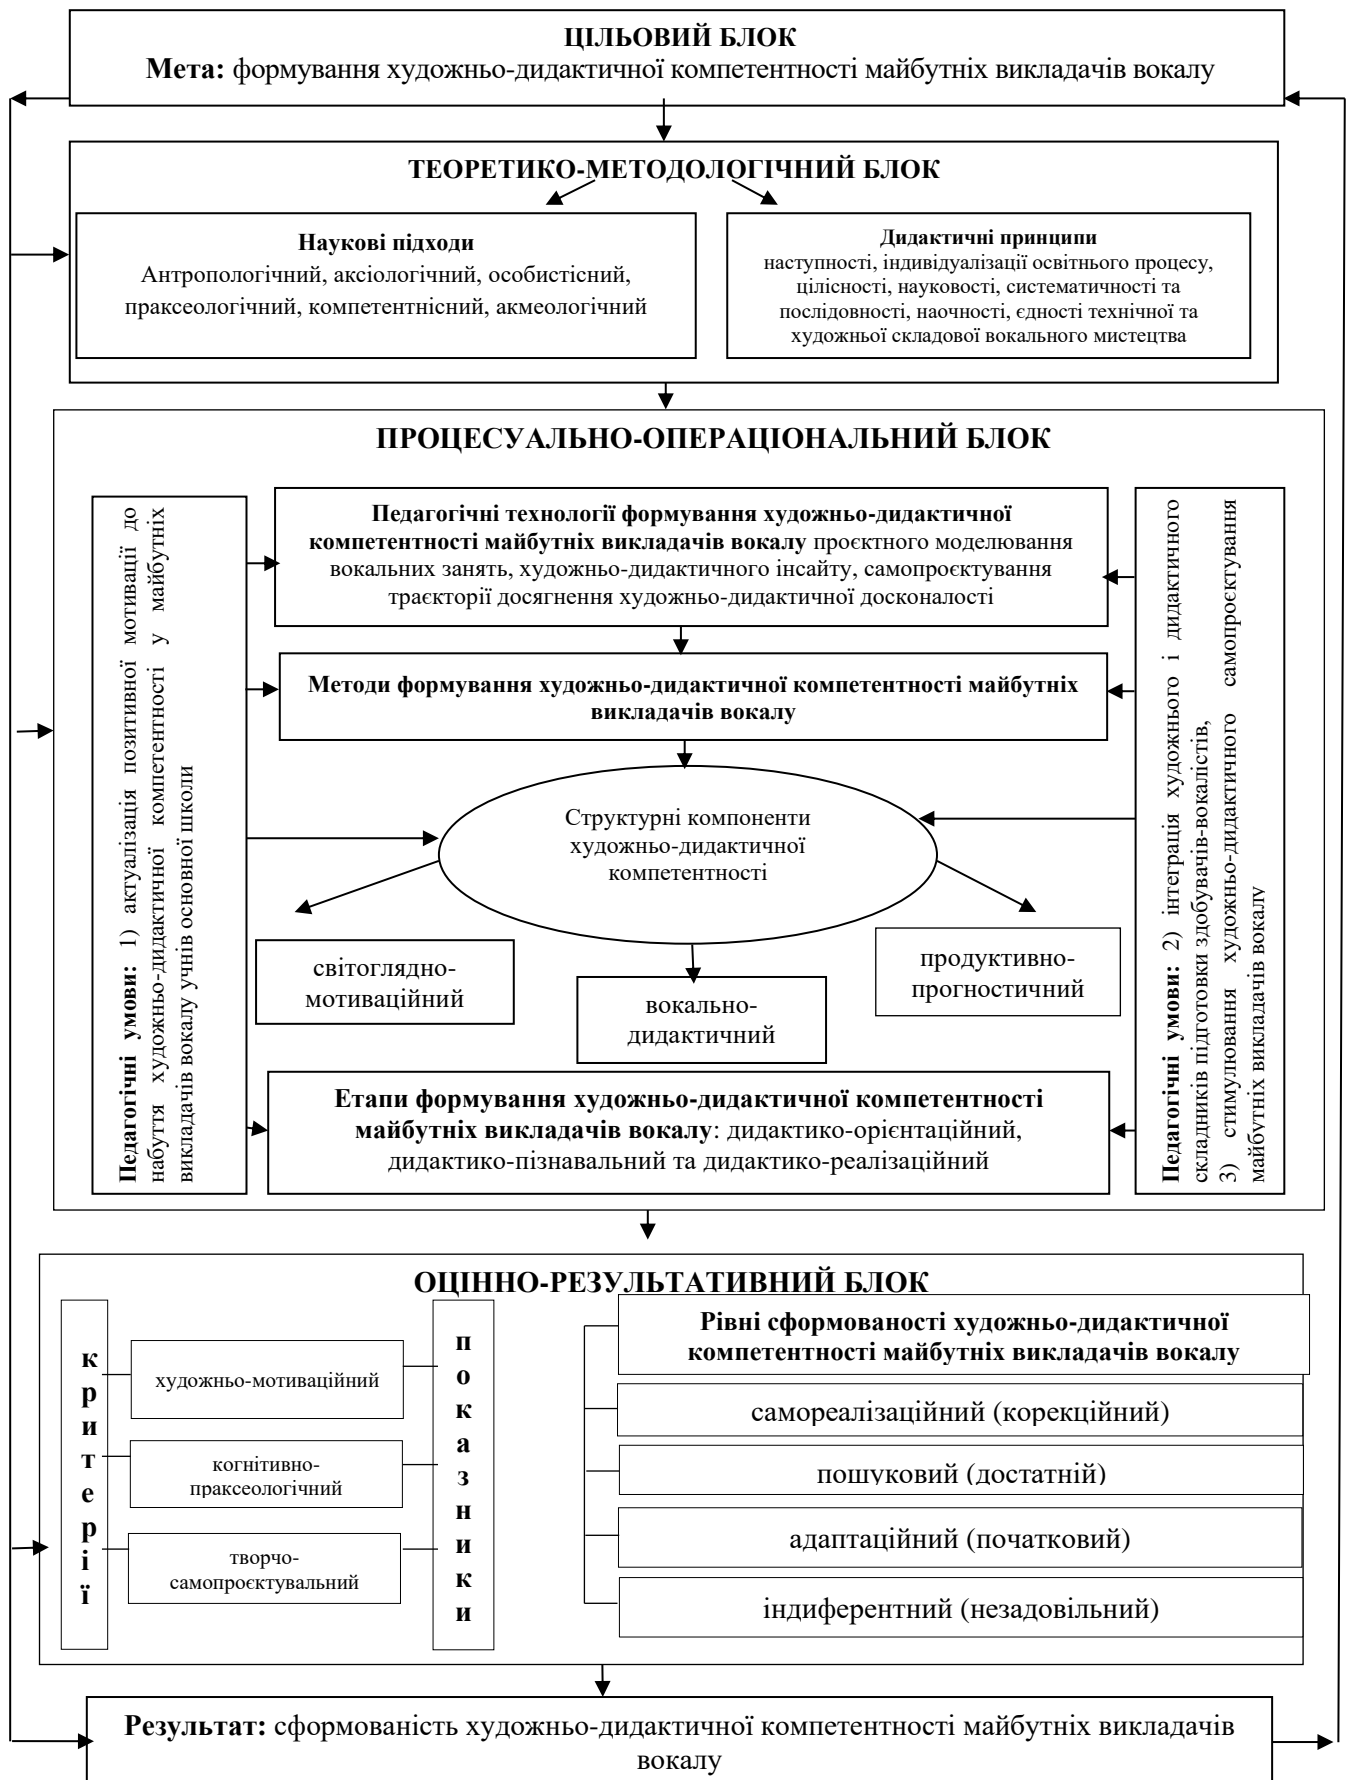 ЦІЛЬОВИЙ БЛОК
Мета: формування художньо-дидактичної компетентності майбутніх викладачів вокалу
ТЕОРЕТИКО-МЕТОДОЛОГІЧНИЙ БЛОК
Наукові підходи
Антропологічний, аксіологічний, особистісний,
праксеологічний, компетентнісний, акмеологічний
Дидактичні принципи
наступності, індивідуалізації освітнього процесу,
цілісності, науковості, систематичності та
послідовності, наочності, єдності технічної та
художньої складової вокального мистецтва
ПРОЦЕСУАЛЬНО-ОПЕРАЦІОНАЛЬНИЙ БЛОК
Педагогічні умови: 1) актуалізація позитивної мотивації до
набуття художньо-дидактичної компетентності у майбутніх
викладачів вокалу учнів основної школи
Педагогічні технології формування художньо-дидактичної
компетентності майбутніх викладачів вокалу проєктного моделювання
вокальних занять, художньо-дидактичного інсайту, самопроєктування
траєкторії досягнення художньо-дидактичної досконалості
Методи формування художньо-дидактичної компетентності майбутніх
викладачів вокалу
Структурні компоненти
художньо-дидактичної
компетентності
світоглядно-
мотиваційний
вокально-
дидактичний
продуктивно-
прогностичний
Етапи формування художньо-дидактичної компетентності
майбутніх викладачів вокалу: дидактико-орієнтаційний,
дидактико-пізнавальний та дидактико-реалізаційний
Педагогічні умови: 2) інтеграція художнього і дидактичного
складників підготовки здобувачів-вокалістів,
3) стимулювання художньо-дидактичного самопроєктування
майбутніх викладачів вокалу
ОЦІННО-РЕЗУЛЬТАТИВНИЙ БЛОК
критерії
художньо-мотиваційний
когнітивно-
праксеологічний
творчо-
самопроєктувальний
показники
Рівні сформованості художньо-дидактичної
компетентності майбутніх викладачів вокалу
самореалізаційний (корекційний)
пошуковий (достатній)
адаптаційний (початковий)
індиферентний (незадовільний)
Результат: сформованість художньо-дидактичної компетентності майбутніх викладачів
вокалу